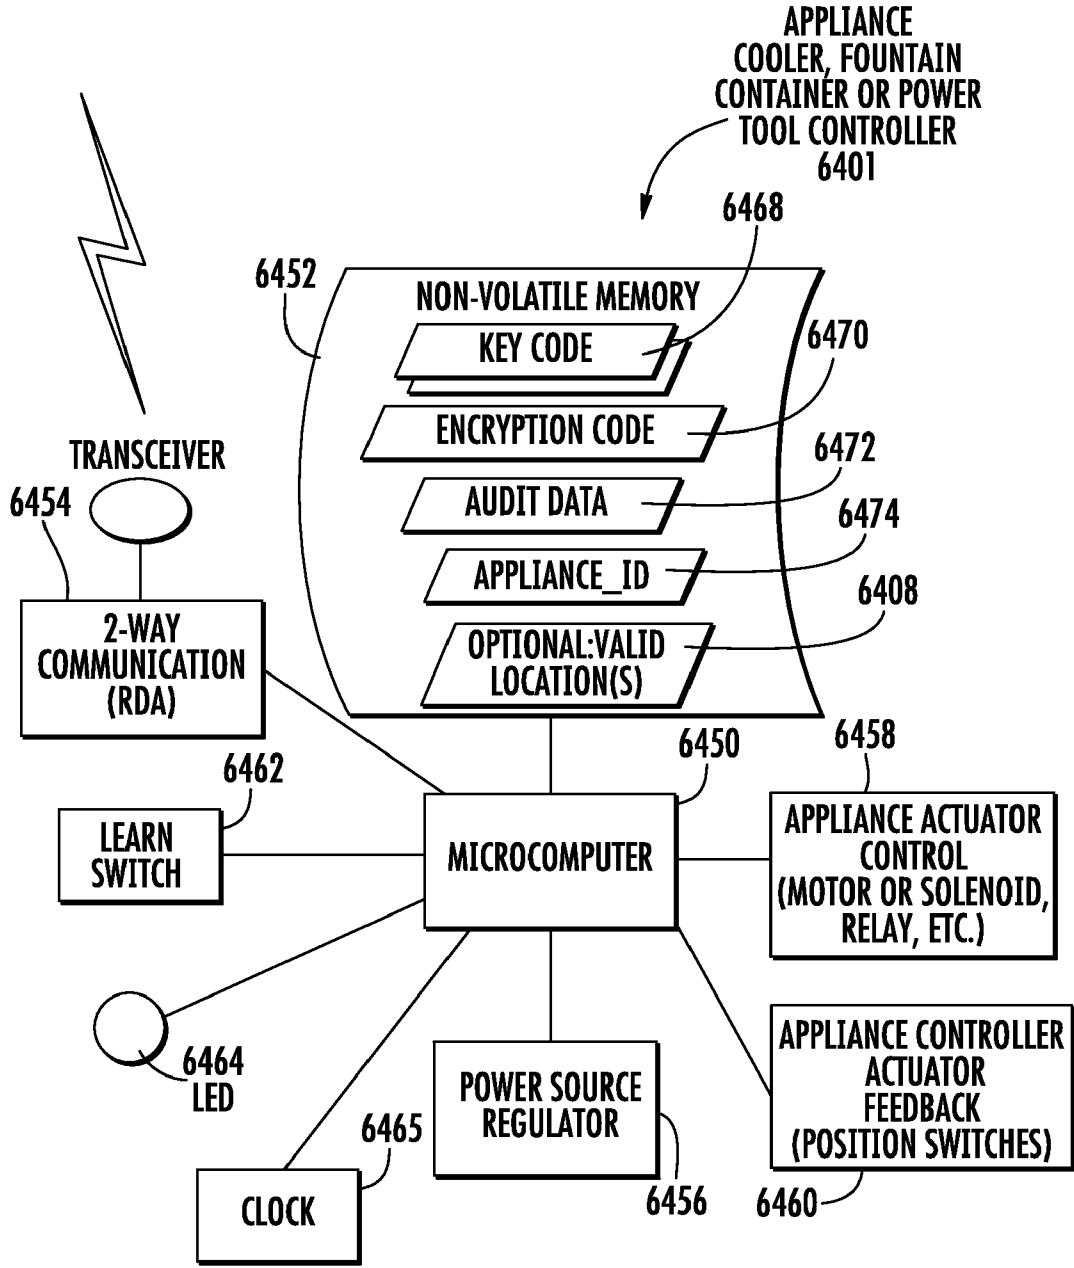 APPLIANCE
COOLER, FOUNTAIN
CONTAINER OR POWER
TOOL CONTROLLER
6401
6468
6452
NON-VOLATILE MEMORY
KEY CODE
6470
ENCRYPTION CODE
6472
AUDIT DATA
6474
APPLIANCE_ID
6408
OPTIONAL:VALID
LOCATION(S)
TRANSCEIVER
6454
2-WAY
COMMUNICATION
(RDA)
6462
LEARN
SWITCH
6450
MICROCOMPUTER
6458
APPLIANCE ACTUATOR
CONTROL
(MOTOR OR SOLENOID,
RELAY, ETC.)
6464
LED
6465
CLOCK
POWER SOURCE
REGULATOR
6456
APPLIANCE CONTROLLER
ACTUATOR
FEEDBACK
(POSITION SWITCHES)
6460